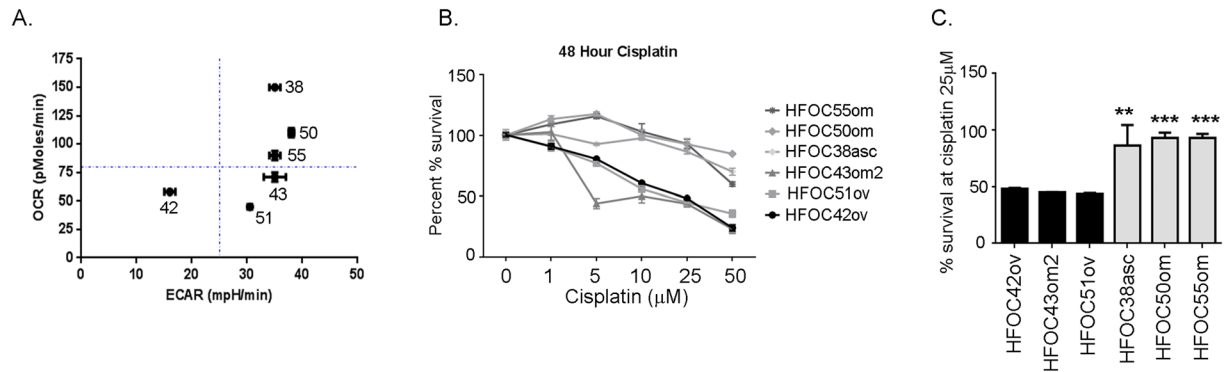 A.
175
150
125
100
75
50
25
0
OCR (pMoles/min)
38
50
55
43
42
51
0 10 20 30 40 50
ECAR (mpH/min)
B.
48 Hour Cisplatin
150
100
50
0
Percent % survival
0 1 5 10 25 50
Cisplatin (μM)
HFOC55om
HFOC50om
HFOC38asc
HFOC43om2
HFOC51ov
HFOC42ov
C.
% survival at cisplatin 25μM
150
100
50
0
** *** ***
HFOC42ov
HFOC43om2
HFOC51ov
HFOC38asc
HFOC50om
HFOC55om